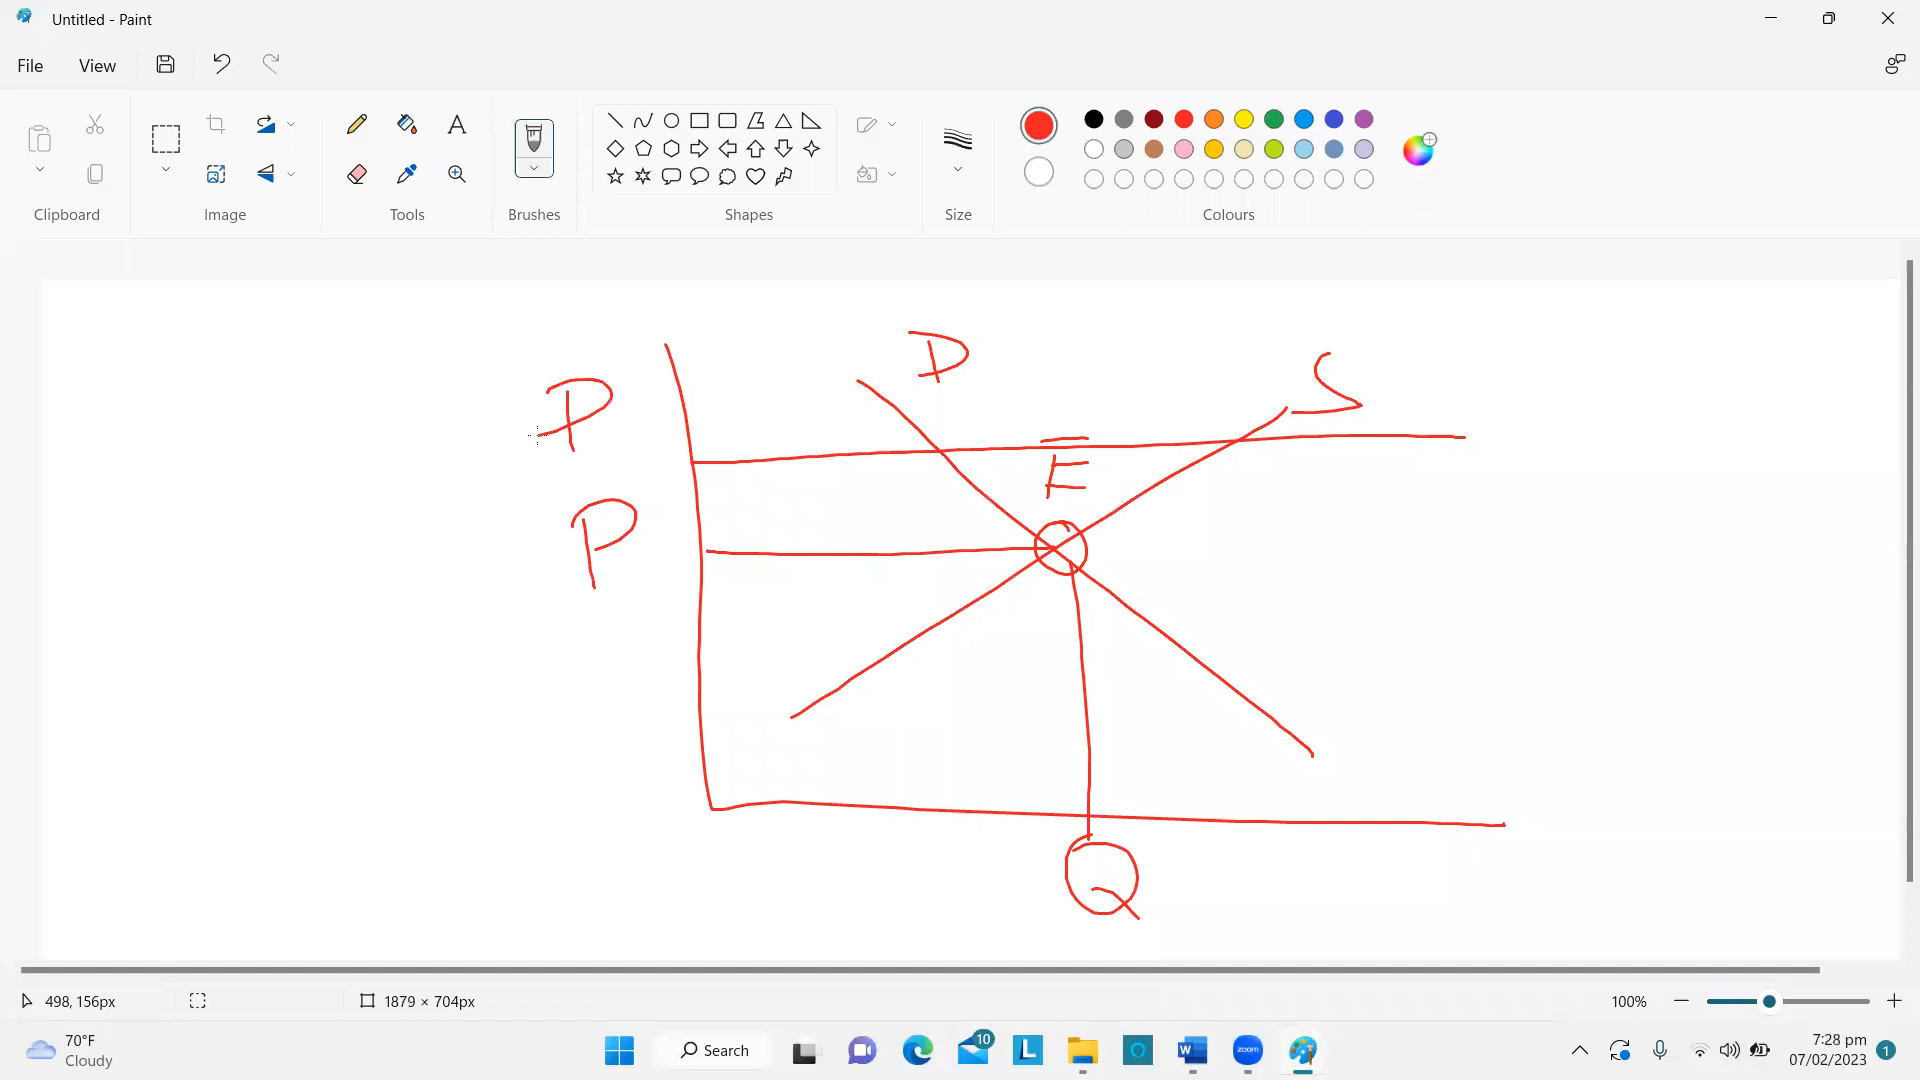 Untitled - Paint
File View
Clipboard
Image
Tools
Brushes
Shapes
Size
Colours
D
S
P
E
P
Q
498, 156px
1879 × 704px
100%
70°F
Cloudy
Search
10
L
W
zoom
7:28 pm
07/02/2023
1